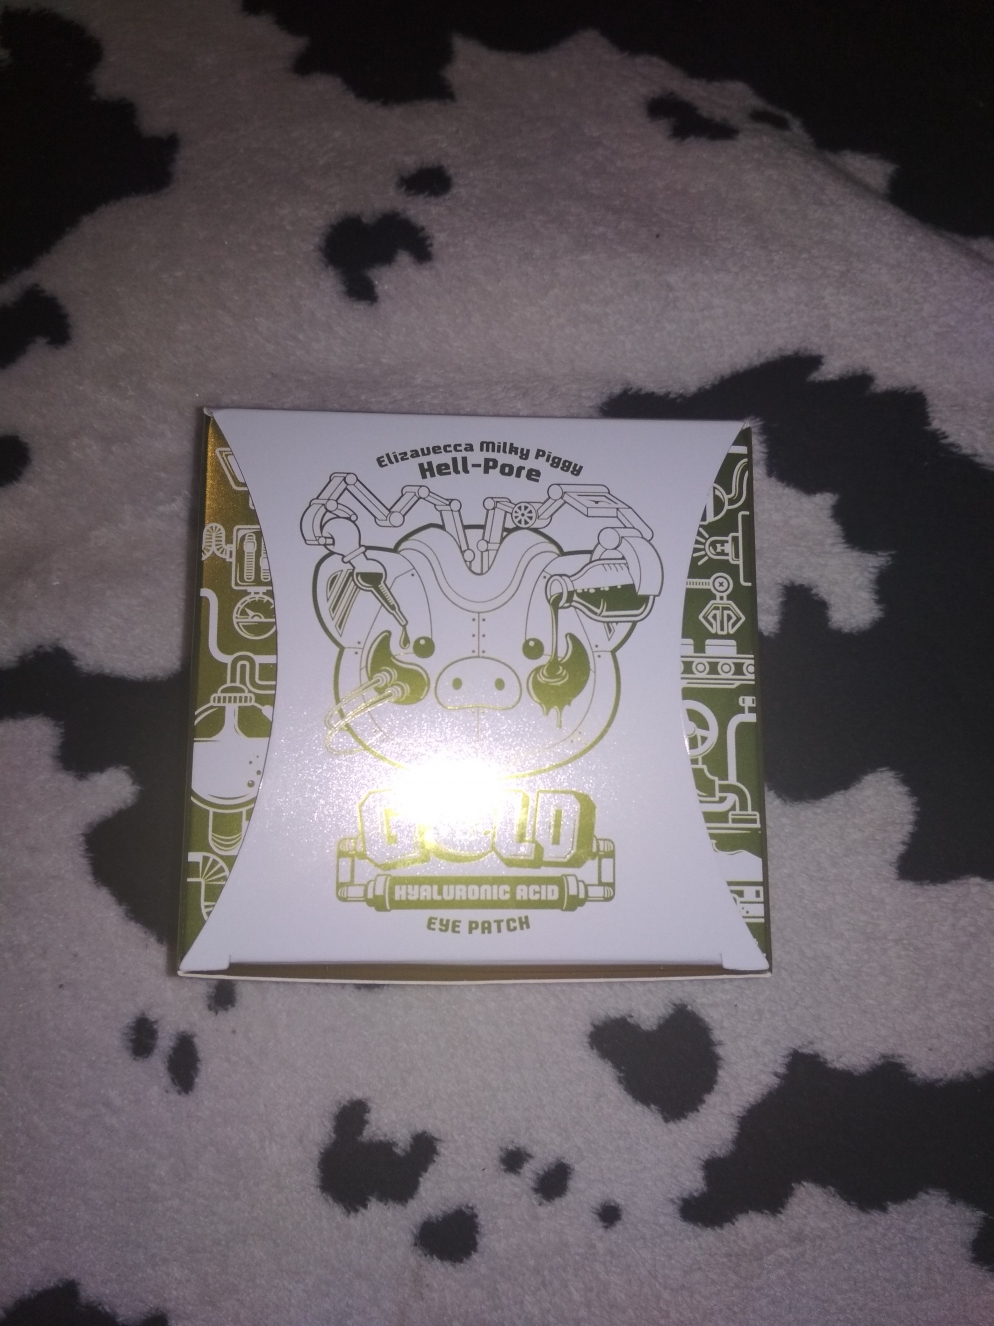 Elizavecca Milky Piggy
Hell-Pore
GOLD
HYALURONIC ACID
EYE PATCH